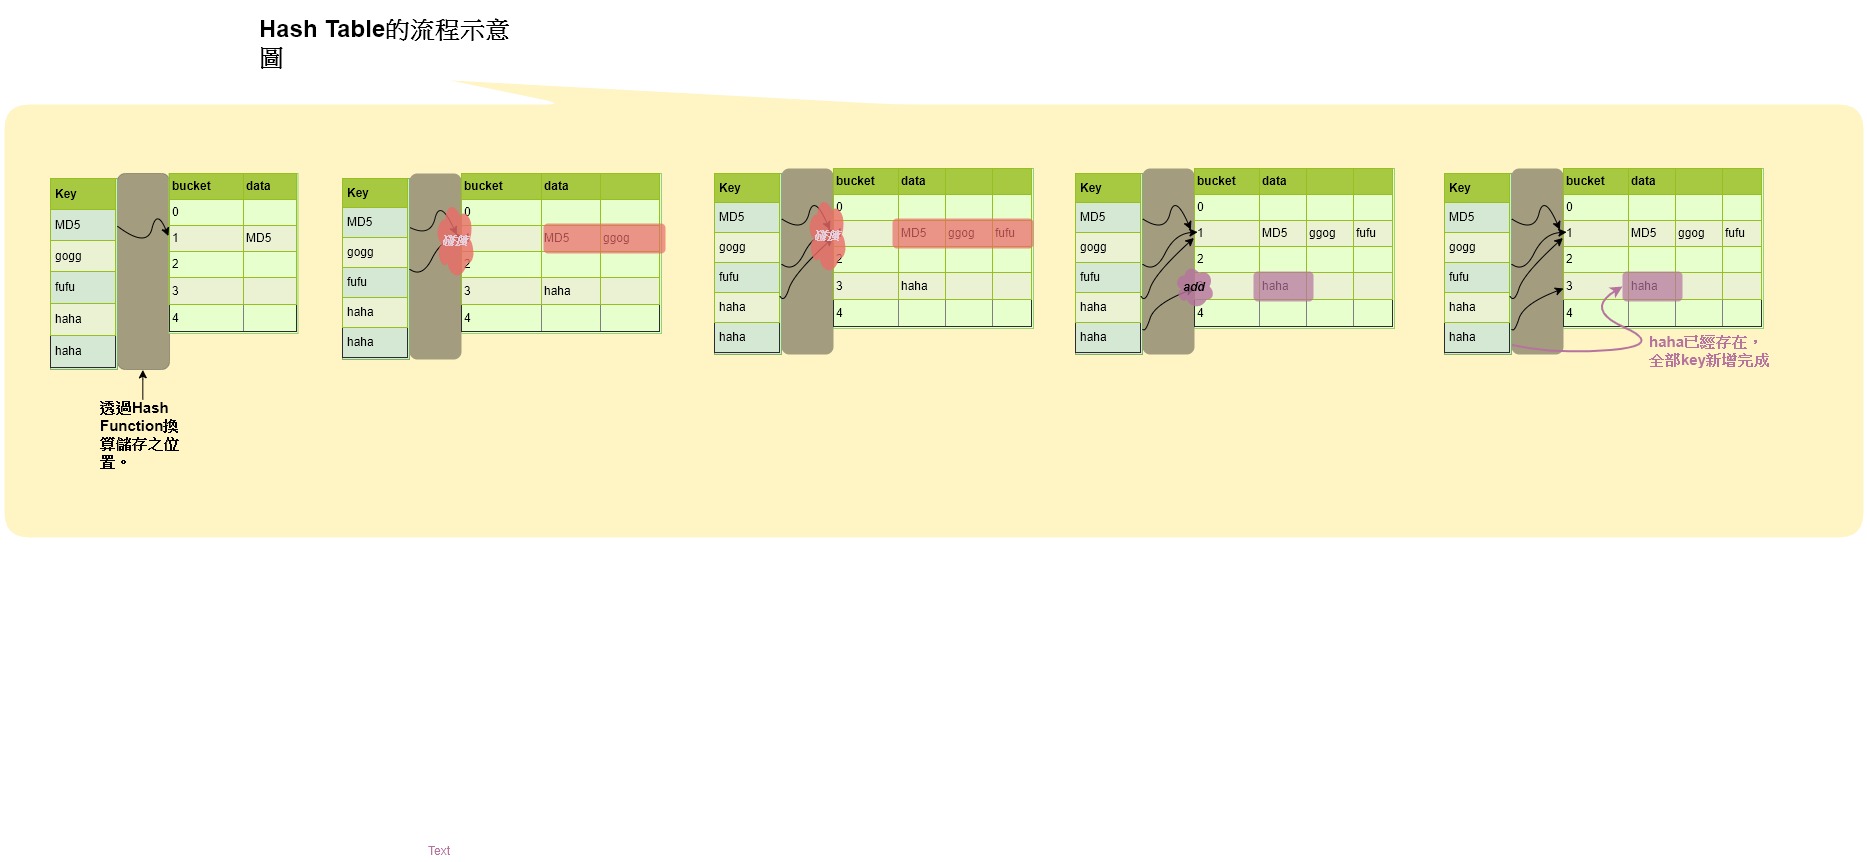 Hash Table的流程示意
圖
Key
MD5
gogg
fufu
haha
haha
bucket data
0
1 MD5
2
3
4
透過Hash
Function換
算儲存之位
置。
Key
MD5
gogg
fufu
haha
haha
bucket data
0
MD5 ggog
2
3 haha
4
Key
MD5
gogg
fufu
haha
haha
bucket data
0
MD5 ggog fufu
2
3 haha
4
Key
MD5
gogg
fufu
haha
haha
bucket data
0
1 MD5 ggog fufu
2
add haha
4
Key
MD5
gogg
fufu
haha
haha
bucket data
0
1 MD5 ggog fufu
2
3 haha
4
haha已經存在，
全部key新增完成
Text